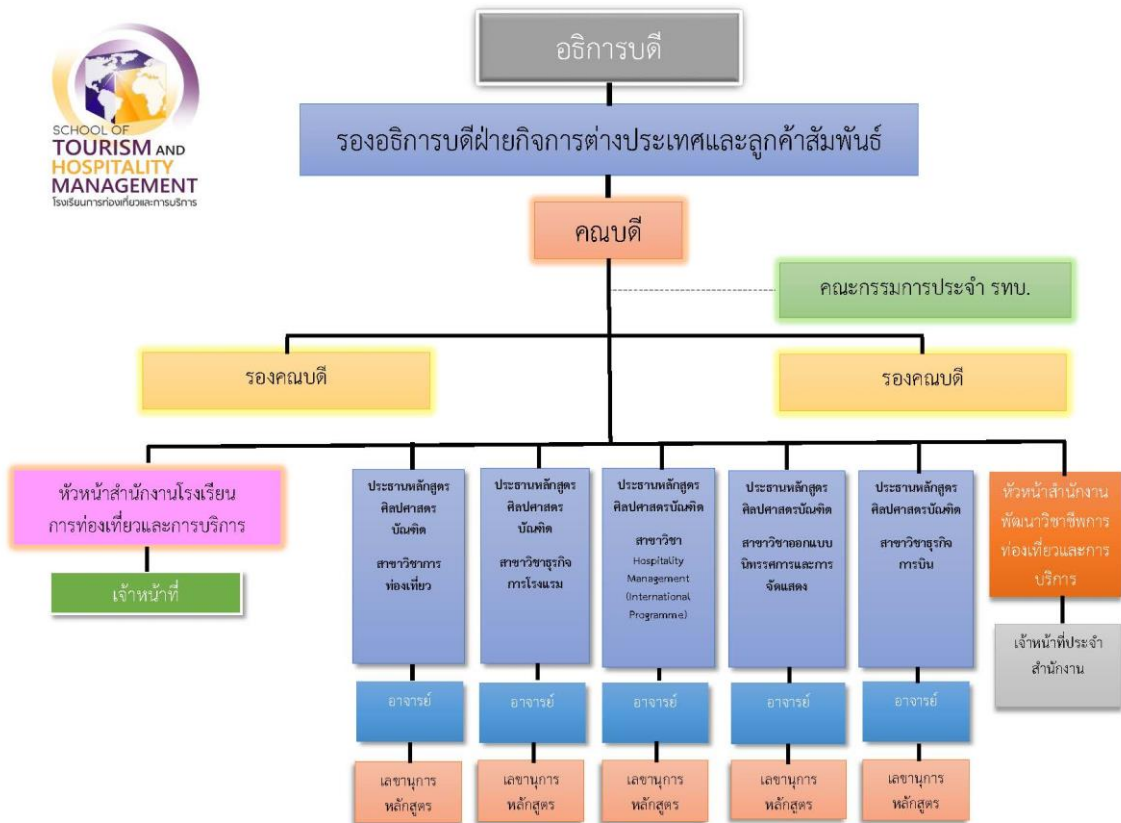 อธิการบดี
SCHOOL OF
TOURISM AND
HOSPITALITY
MANAGEMENT
โรงเรียนการท่องเที่ยวและการบริการ
รองอธิการบดีฝ่ายกิจการต่างประเทศและลูกค้าสัมพันธ์
คณบดี
คณะกรรมการประจำ รทบ.
รองคณบดี
รองคณบดี
หัวหน้าสำนักงานโรงเรียน
การท่องเที่ยวและการบริการ
เจ้าหน้าที่
ประธานหลักสูตร
ศิลปศาสตร
บัณฑิต
สาขาวิชาการ
ท่องเที่ยว
อาจารย์
เลขานุการ
หลักสูตร
ประธานหลักสูตร
ศิลปศาสตร
บัณฑิต
สาขาวิชาธุรกิจ
การโรงแรม
อาจารย์
เลขานุการ
หลักสูตร
ประธานหลักสูตร
ศิลปศาสตรบัณฑิต
สาขาวิชา
Hospitality
Management
(International
Programme)
อาจารย์
เลขานุการ
หลักสูตร
ประธานหลักสูตร
ศิลปศาสตรบัณฑิต
สาขาวิชาออกแบบ
นิทรรศการและการ
จัดแสดง
อาจารย์
เลขานุการ
หลักสูตร
ประธานหลักสูตร
ศิลปศาสตรบัณฑิต
สาขาวิชาธุรกิจ
การบิน
อาจารย์
เลขานุการ
หลักสูตร
หัวหน้าสำนักงาน
พัฒนาวิชาชีพการ
ท่องเที่ยวและการ
บริการ
เจ้าหน้าที่ประจำ
สำนักงาน